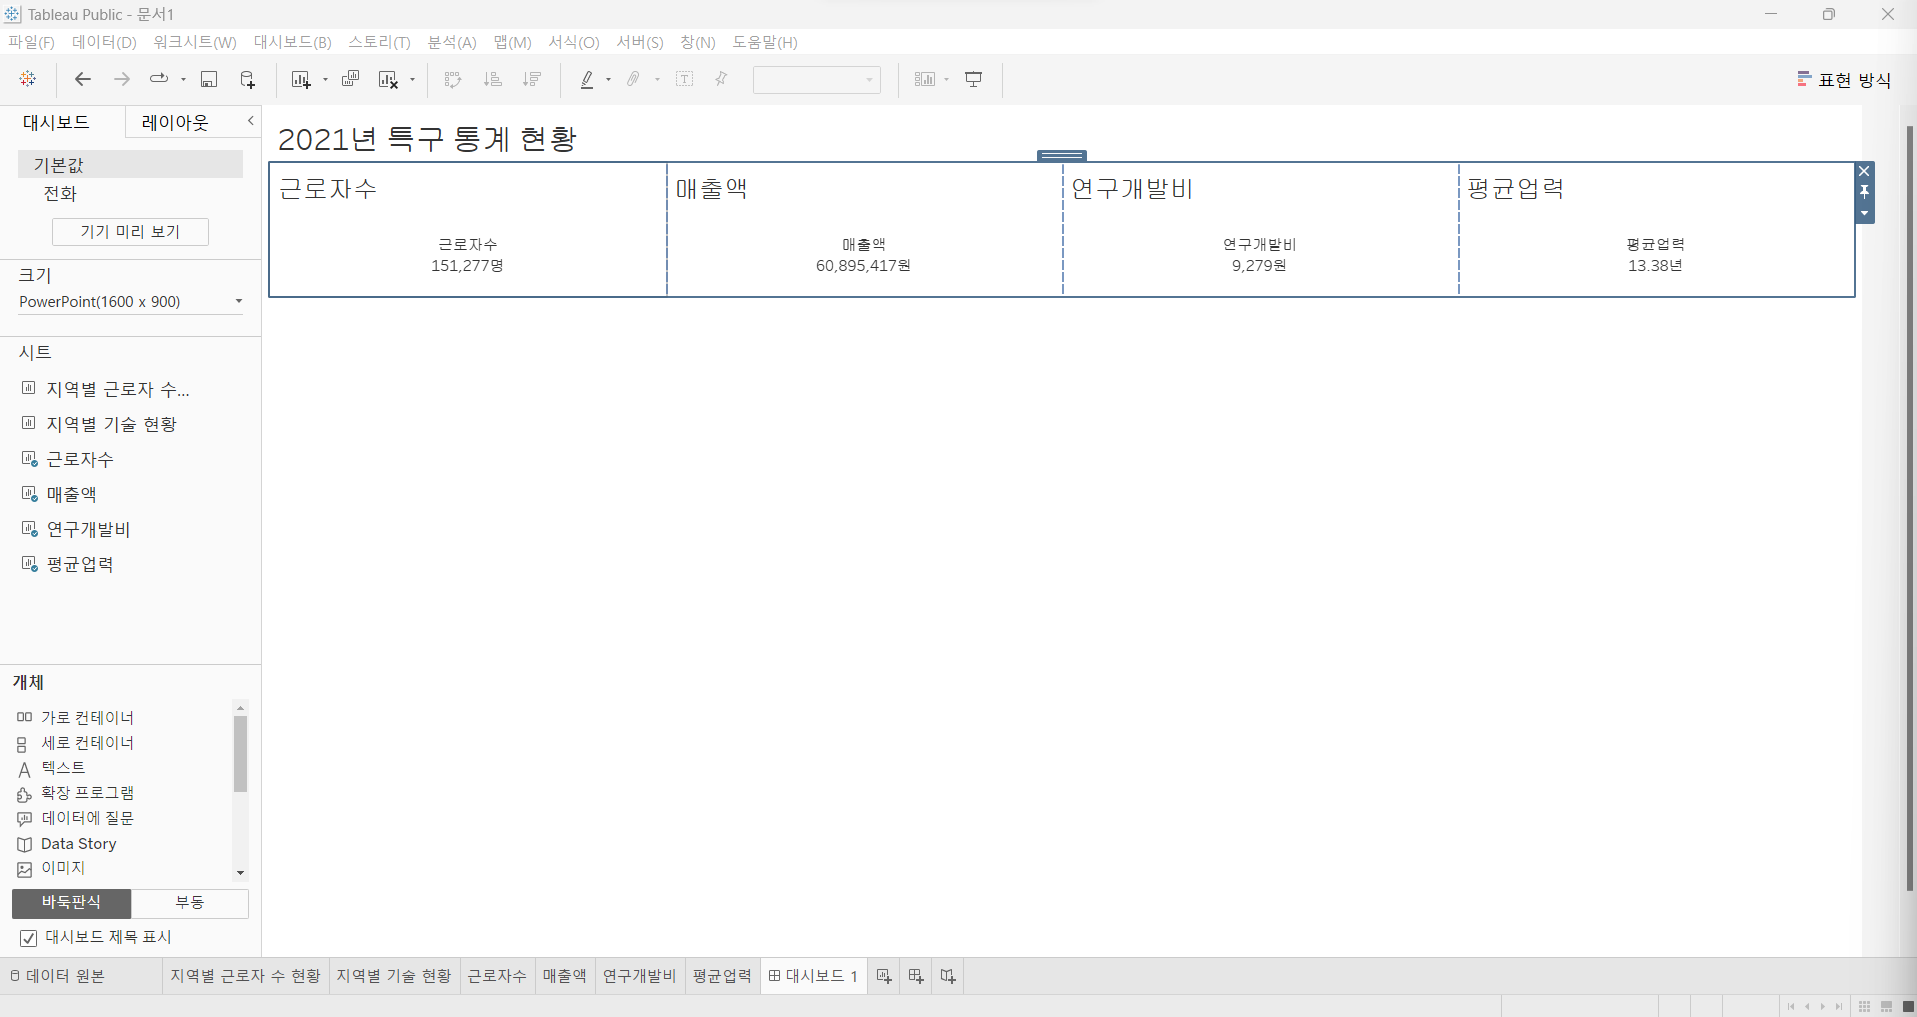 Tableau Public - 문서1
파일(F) 데이터(D) 워크시트(W) 대시보드(B) 스토리(T) 분석(A) 맵(M) 서식(O) 서버(S) 창(N) 도움말(H)
표현 방식
대시보드 레이아웃
기본값
전화
기기 미리 보기
크기
PowerPoint(1600 x 900)
시트
지역별 근로자 수...
지역별 기술 현황
근로자수
매출액
연구개발비
평균업력
개체
가로 컨테이너
세로 컨테이너
텍스트
확장 프로그램
데이터에 질문
Data Story
이미지
바둑판식 부동
대시보드 제목 표시
2021년 특구 통계 현황
근로자수 매출액 연구개발비 평균업력
근로자수 매출액 연구개발비 평균업력
151,277명 60,895,417원 9,279원 13.38년
데이터 원본 지역별 근로자 수 현황 지역별 기술 현황 근로자수 매출액 연구개발비 평균업력 대시보드 1